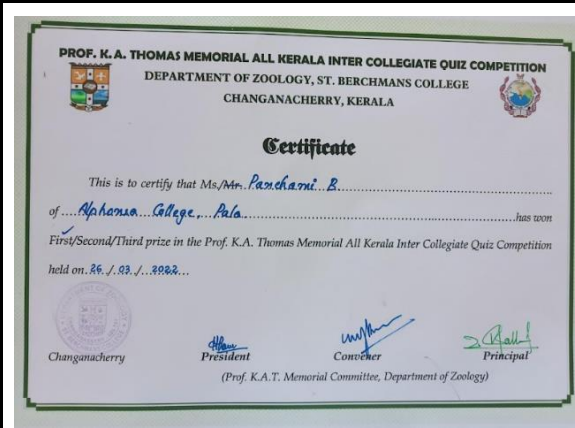 PROF. K. A. THOMAS MEMORIAL ALL KERALA INTER COLLEGIATE QUIZ COMPETITION
DEPARTMENT OF ZOOLOGY, ST. BERCHMANS COLLEGE
CHANGANACHERRY, KERALA
Certificate
This is to certify that Ms./Mr. Panchami B.
of Alphonsa College, Pala has won
First/Second/Third prize in the Prof. K.A. Thomas Memorial All Kerala Inter Collegiate Quiz Competition
held on 26/03/2022
Changanacherry President Convener Principal
(Prof. K.A.T. Memorial Committee, Department of Zoology)